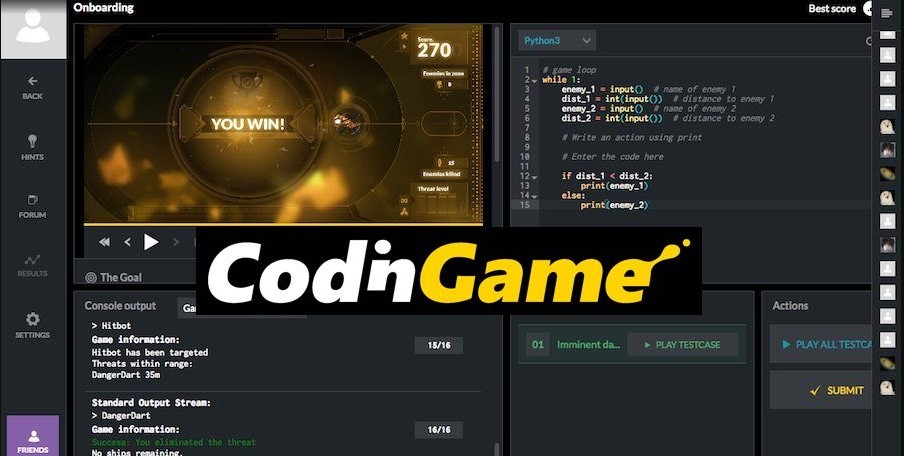 Onboarding
Best score
BACK
HINTS
FORUM
RESULTS
SETTINGS
FRIENDS
Score
270
Enemies in zone
0
YOU WIN!
15
Enemies killed
Threat level
The Goal
Python3
1 # game loop
2 while 1:
3 enemy_1 = input() # name of enemy 1
4 dist_1 = int(input()) # distance to enemy 1
5 enemy_2 = input() # name of enemy 2
6 dist_2 = int(input()) # distance to enemy 2
7
8 # Write an action using print
9
10 # Enter the code here
11
12 if dist_1 < dist_2:
13 print(enemy_1)
14 else:
15 print(enemy_2)
CodinGame
Console output
Ga
> Hitbot
Game information:
15/16
Hitbot has been targeted
Threats within range:
DangerDart 35m
Standard Output Stream:
> DangerDart
Game information:
16/16
Success: You eliminated the threat
No ships remaining.
01 Imminent da... PLAY TESTCASE
Actions
PLAY ALL TESTCA
SUBMIT